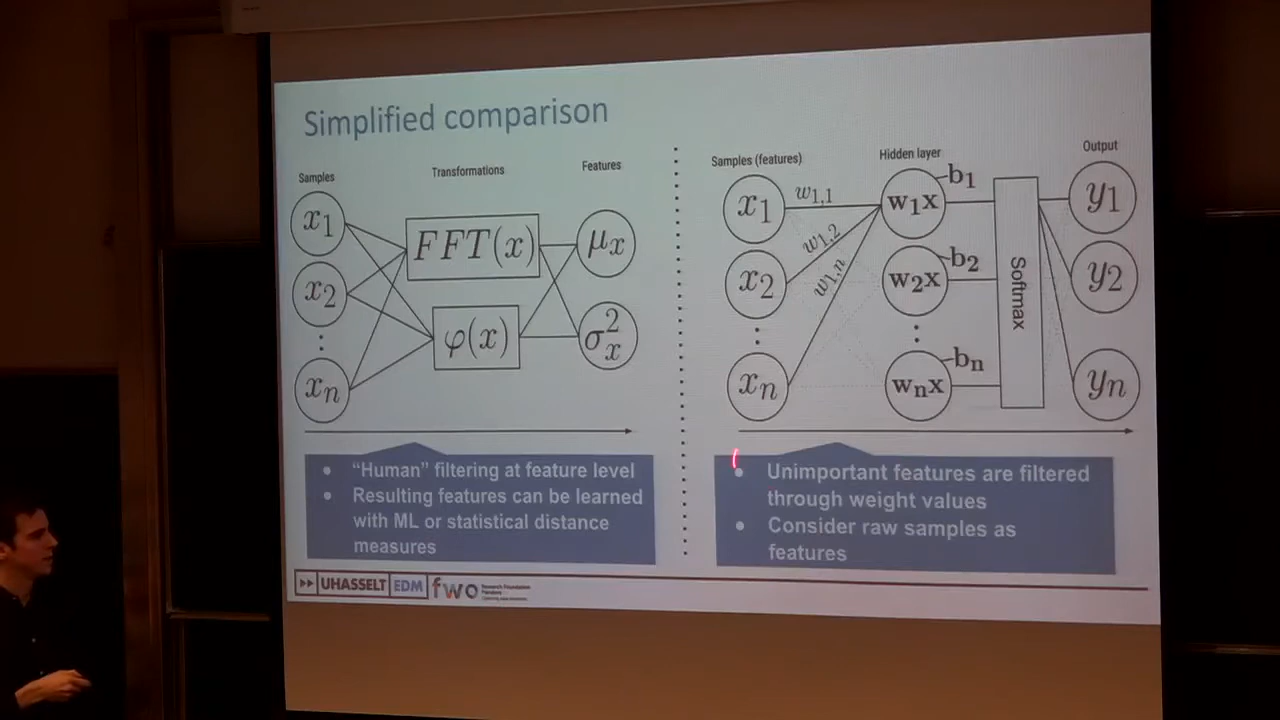 Simplified comparison
Samples
Transformations
Features
x1
x2
xn
FFT(x)
φ(x)
μx
σ²x
"Human" filtering at feature level
Resulting features can be learned
with ML or statistical distance
measures
Samples (features)
Hidden layer
Output
x1
x2
xn
w1,1
w1,2
w1,n
w1x
w2x
wnx
b1
b2
bn
Softmax
y1
y2
yn
Unimportant features are filtered
through weight values
Consider raw samples as
features
UHASSELT EDM fwo
Research Foundation
Flanders